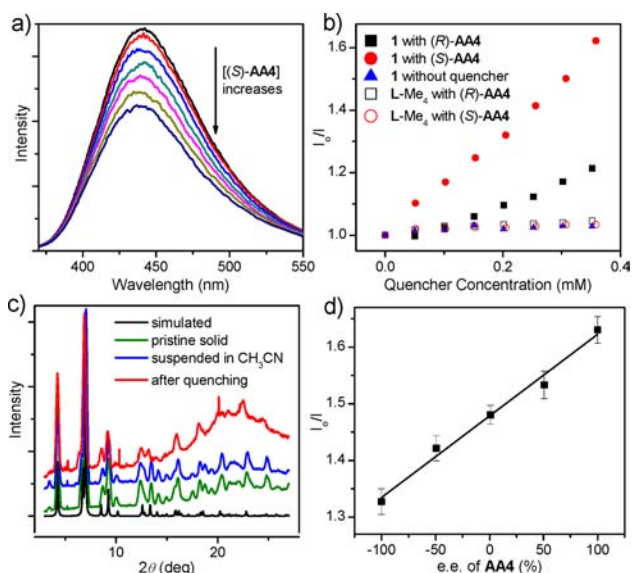 a)
Intensity
[(S)-AA4]
increases
400 450 500 550
Wavelength (nm)
b)
I₀/I
1 with (R)-AA4
1 with (S)-AA4
1 without quencher
L-Me₄ with (R)-AA4
L-Me₄ with (S)-AA4
1.6
1.4
1.2
1.0
0.0 0.2 0.4
Quencher Concentration (mM)
c)
Intensity
simulated
pristine solid
suspended in CH₃CN
after quenching
10 20
2θ (deg)
d)
I₀/I
1.6
1.5
1.4
1.3
-100 -50 0 50 100
e.e. of AA4 (%)